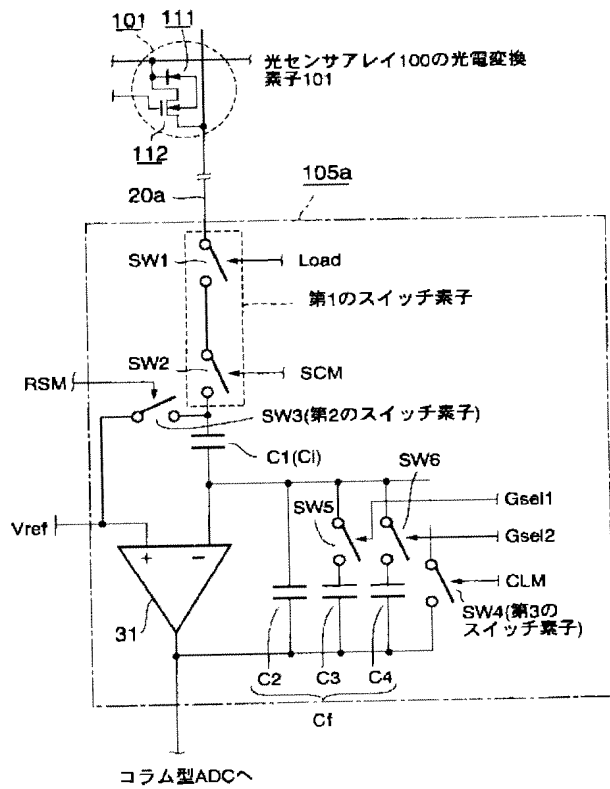 101
111
光センサアレイ100の光電変換
素子101
112
20a
105a
SW1
Load
第1のスイッチ素子
SW2
SCM
RSM
SW3(第2のスイッチ素子)
C1(Ci)
SW6
Vref
SW5
Gsel1
Gsel2
+
−
CLM
SW4(第3の
スイッチ素子)
31
C2
C3
C4
Cf
コラム型ADCへ